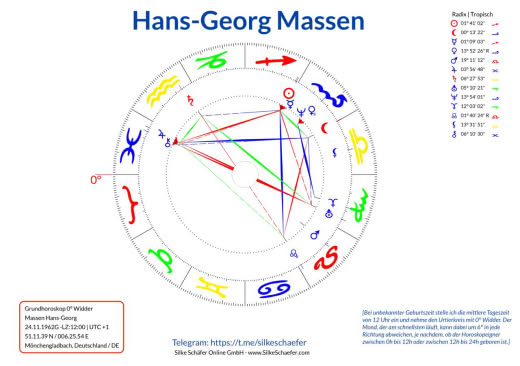 Hans-Georg Massen
Radix | Tropisch
01° 41' 02"
00° 13' 22"
01° 09' 03"
13° 52' 26" R
19° 11' 12"
03° 56' 48"
06° 27' 53"
05° 10' 21"
13° 54' 01"
12° 03' 02"
01° 40' 24" R
13° 31' 51"
06° 10' 30"
0°
Grundhoroskop 0° Widder
Massen Hans-Georg
24.11.1962G -LZ:12:00 | UTC +1
51.11.39 N / 006.25.54 E
Mönchengladbach, Deutschland / DE
Telegram: https://t.me/silkeschaefer
Silke Schäfer Online GmbH - www.SilkeSchaefer.com
[Bei unbekannter Geburtszeit stelle ich die mittlere Tageszeit
von 12 Uhr ein und nehme den Urtierkreis mit 0° Widder. Der
Mond, der am schnellsten läuft, kann dabei um 6° in jede
Richtung abweichen, je nachdem, ob der Horoskopeigner
zwischen 0h bis 12h oder zwischen 12h bis 24h geboren ist.]